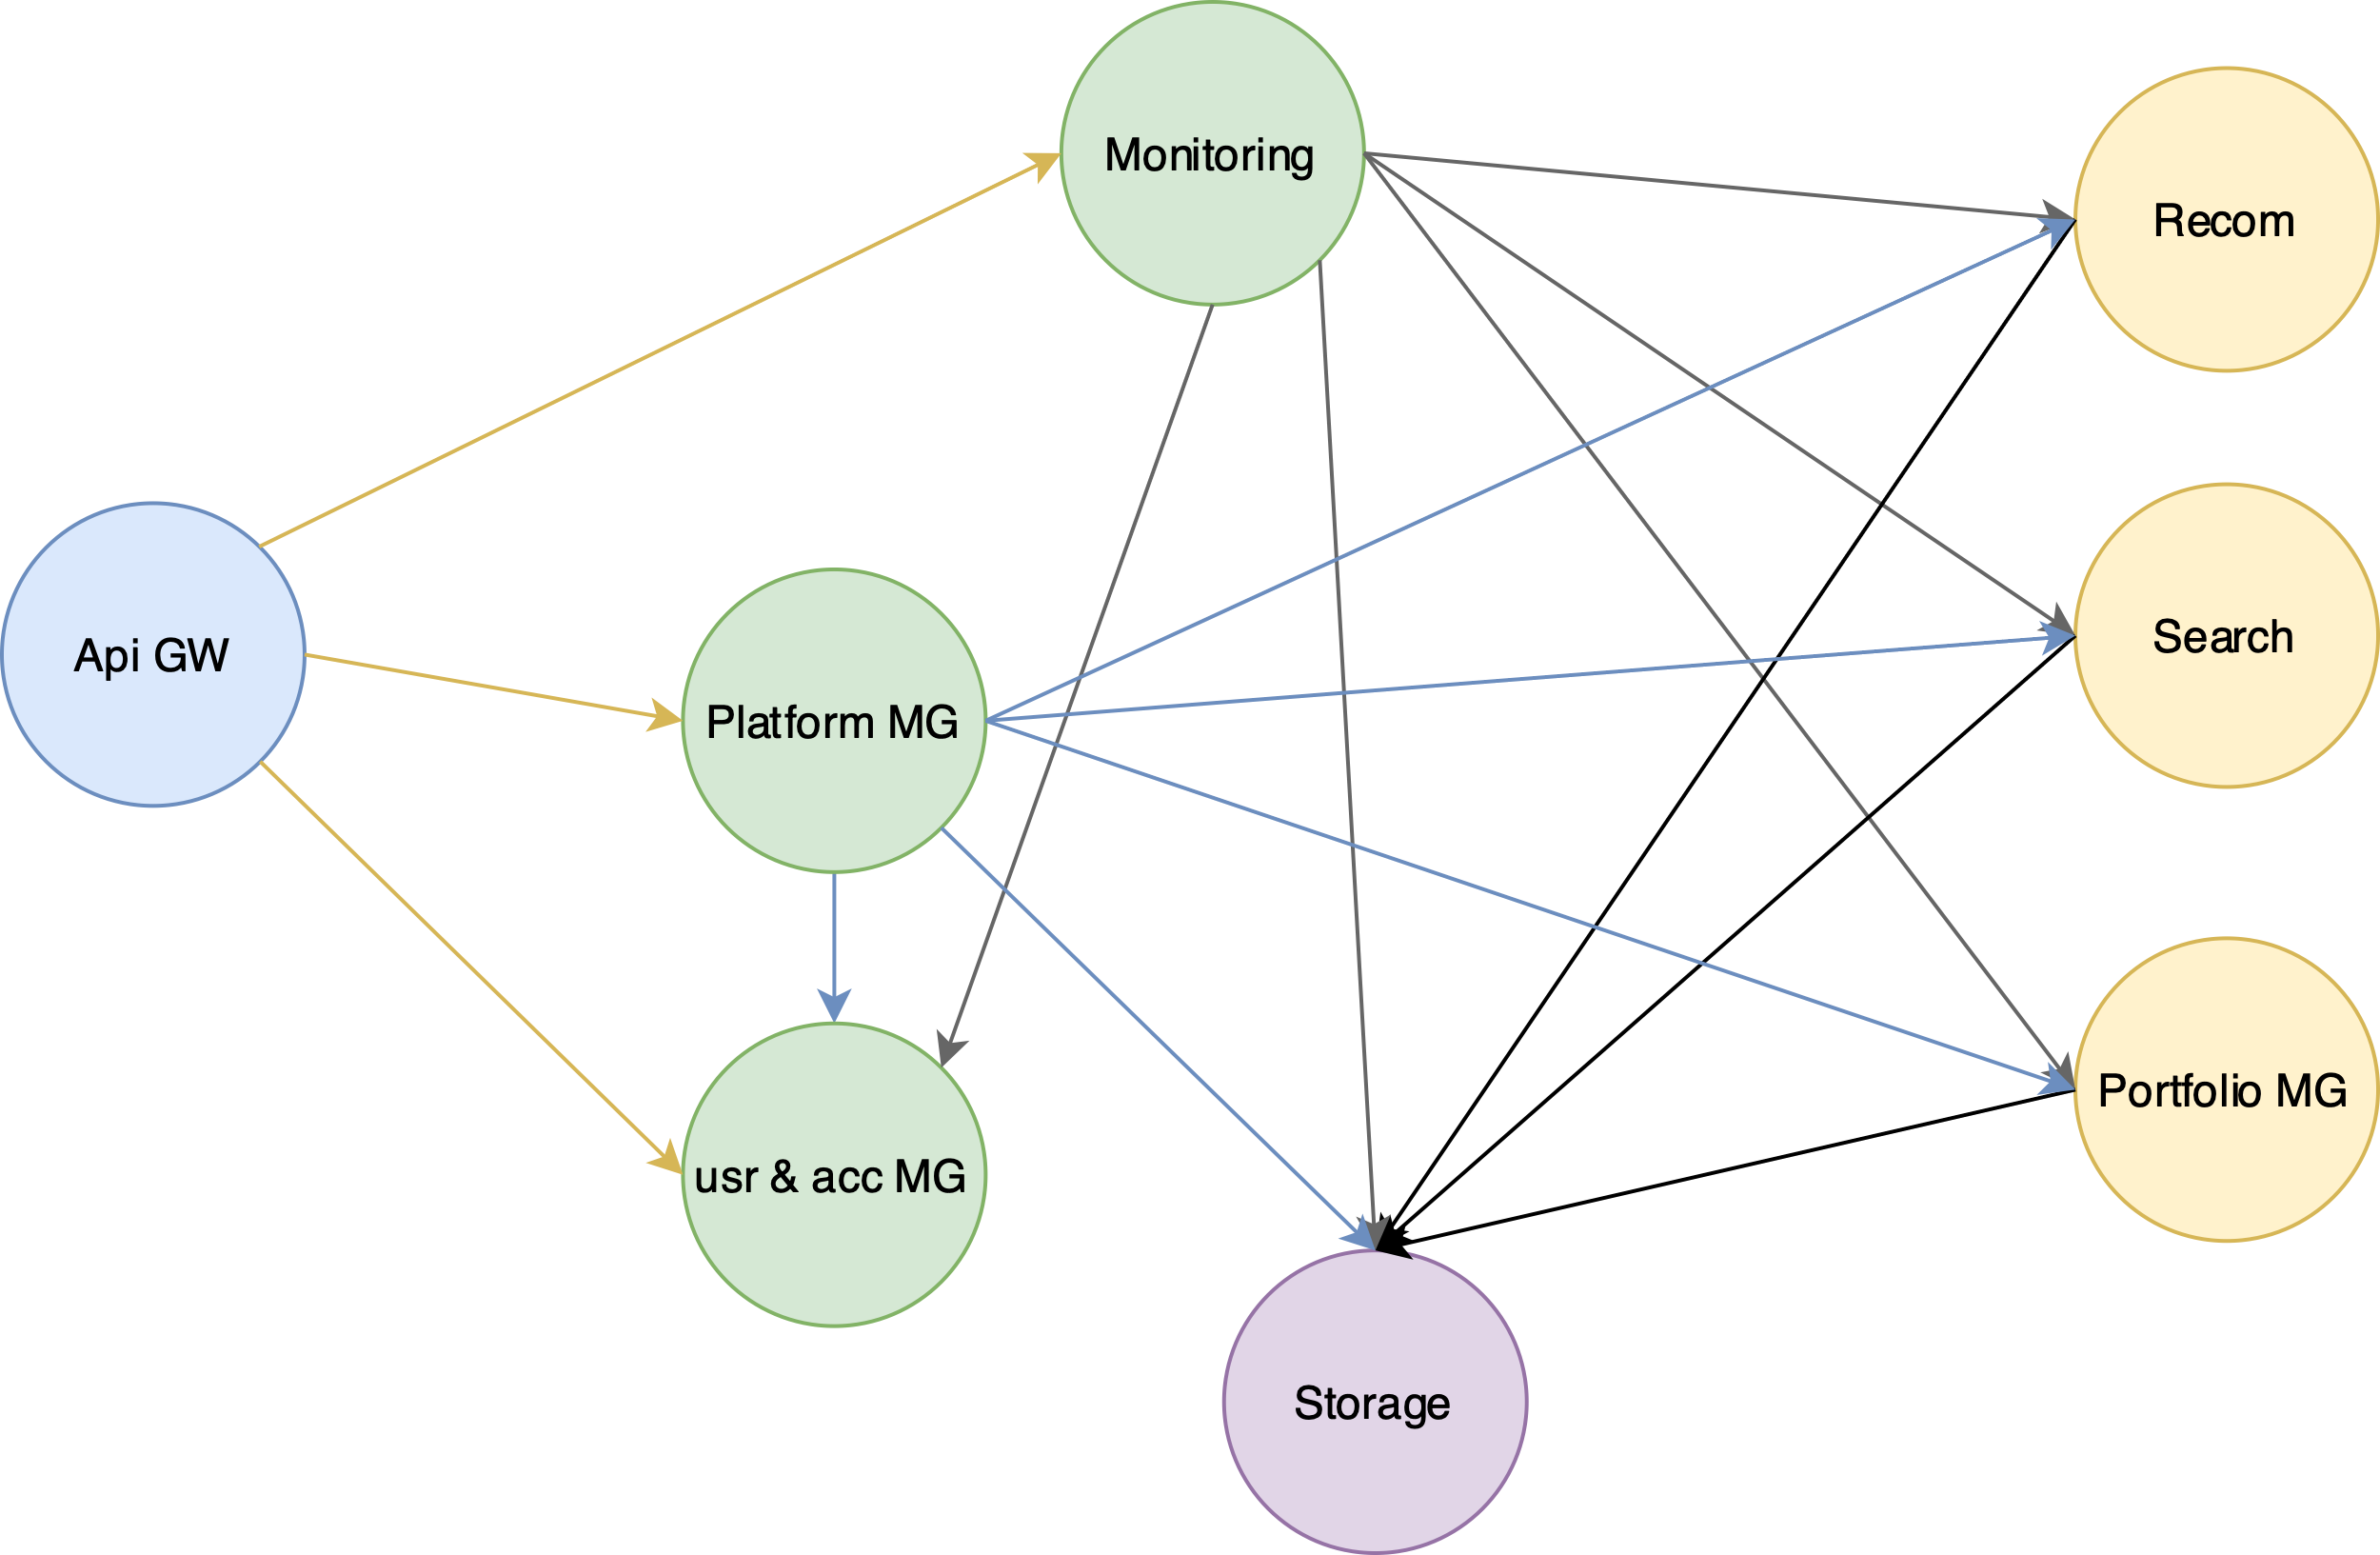 Monitoring
Recom
Api GW
Search
Platform MG
Portfolio MG
usr & acc MG
Storage